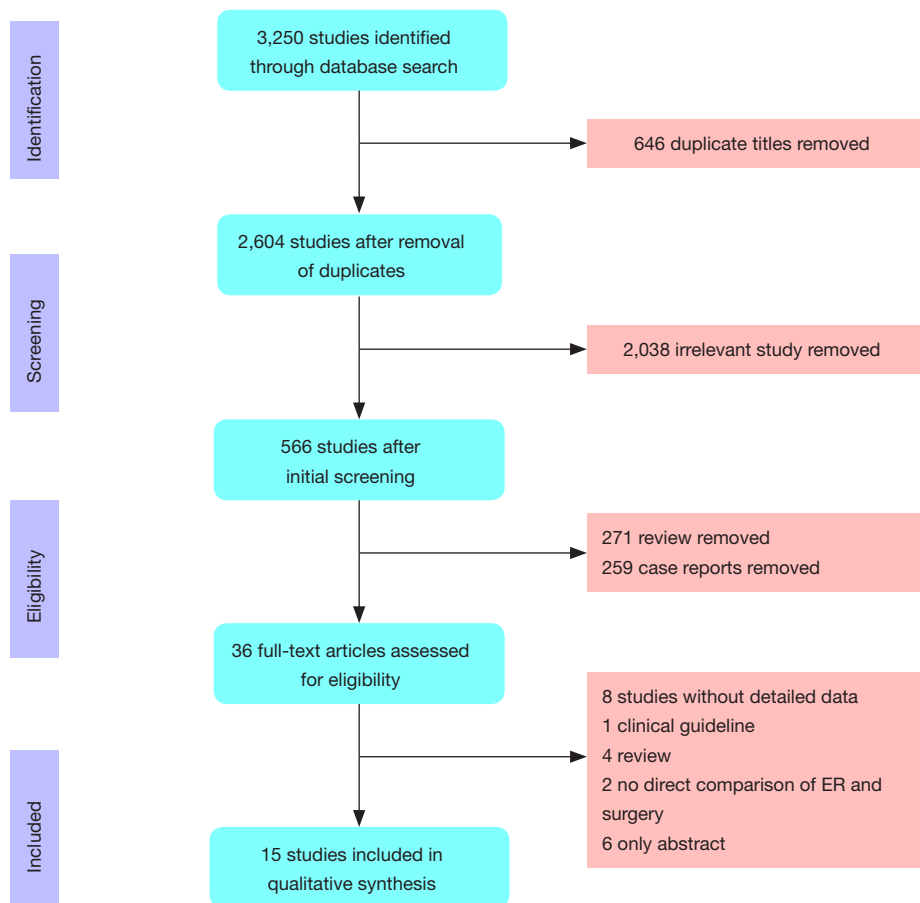 3,250 studies identified
through database search
Identification
646 duplicate titles removed
2,604 studies after removal
of duplicates
Screening
2,038 irrelevant study removed
566 studies after
initial screening
Eligibility
271 review removed
259 case reports removed
36 full-text articles assessed
for eligibility
8 studies without detailed data
1 clinical guideline
4 review
2 no direct comparison of ER and
surgery
6 only abstract
Included
15 studies included in
qualitative synthesis